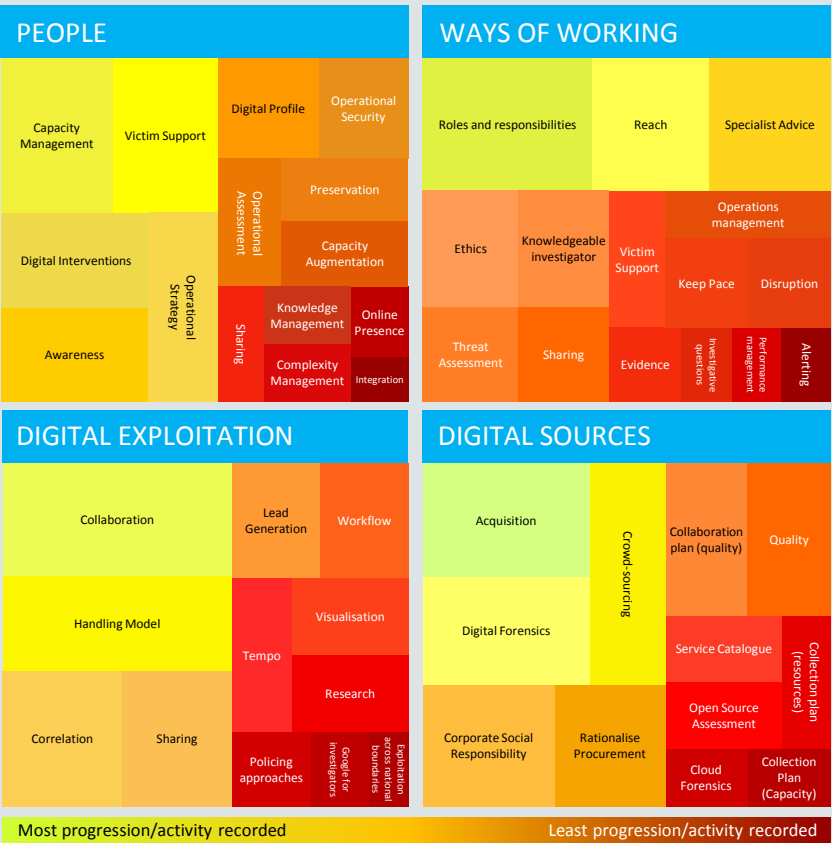 PEOPLE
Capacity
Management
Victim Support
Digital Profile
Operational
Security
Operational
Assessment
Preservation
Capacity
Augmentation
Digital Interventions
Operational
Strategy
Awareness
Sharing
Knowledge
Management
Online
Presence
Complexity
Management
Integration
WAYS OF WORKING
Roles and responsibilities
Reach
Specialist Advice
Ethics
Knowledgeable
investigator
Victim
Support
Operations
management
Keep Pace
Disruption
Threat
Assessment
Sharing
Evidence
Investigative
questions
Performance
management
Alerting
DIGITAL EXPLOITATION
Collaboration
Lead
Generation
Workflow
Handling Model
Tempo
Visualisation
Research
Correlation
Sharing
Policing
approaches
Google for
investigators
Exploitation
across national
boundaries
DIGITAL SOURCES
Acquisition
Crowd-sourcing
Collaboration
plan (quality)
Quality
Digital Forensics
Service Catalogue
Collection plan
(resources)
Open Source
Assessment
Corporate Social
Responsibility
Rationalise
Procurement
Cloud
Forensics
Collection
Plan
(Capacity)
Most progression/activity recorded
Least progression/activity recorded